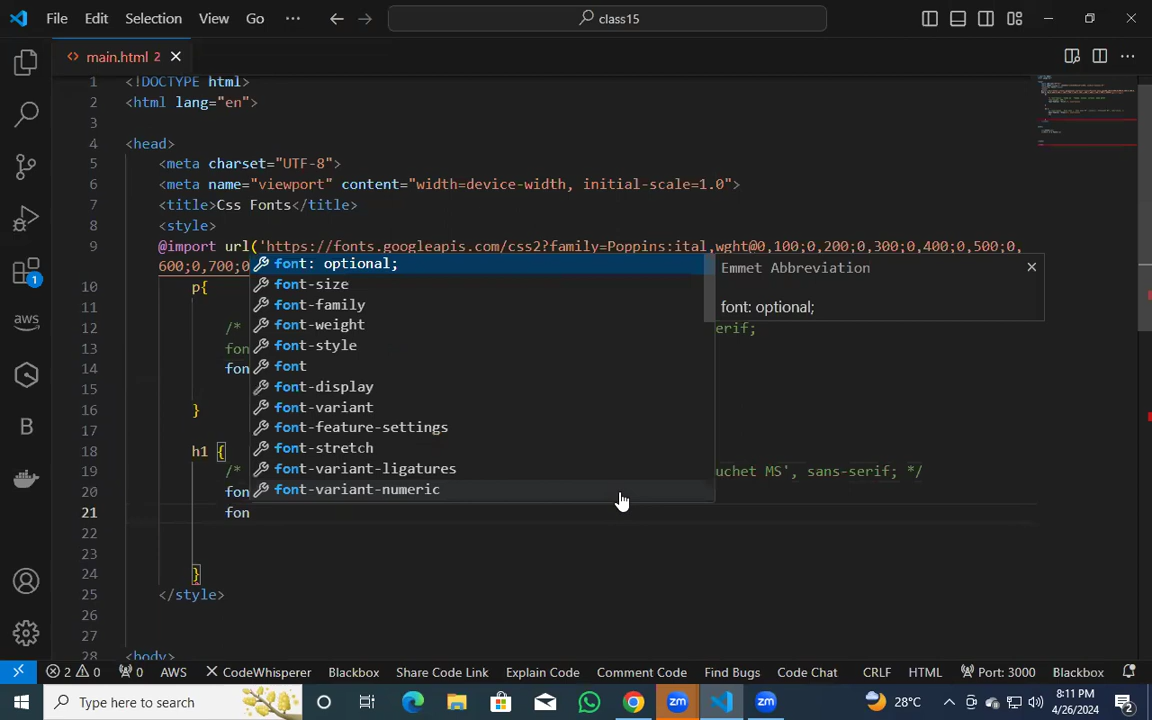 File Edit Selection View Go ··· class15
main.html 2
1 <!DOCTYPE html>
2 <html lang="en">
3
4 <head>
5 <meta charset="UTF-8">
6 <meta name="viewport" content="width=device-width, initial-scale=1.0">
7 <title>Css Fonts</title>
8 <style>
9 @import url('https://fonts.googleapis.com/css2?family=Poppins:ital,wght@0,100;0,200;0,300;0,400;0,500;0,
600;0,700;0
font: optional;
Emmet Abbreviation
10 p{
font-size
11
font-family
font: optional;
12 /*
font-weight
erif;
13 fon
font-style
14 fon
font
15
font-display
16 }
font-variant
17
font-feature-settings
18 h1 {
font-stretch
19 /*
font-variant-ligatures
uchet MS', sans-serif; */
20 fon
font-variant-numeric
21 fon
22
23
24 }
25 </style>
26
27
28 <body>
1
AWS
B
2 0 0 AWS CodeWhisperer Blackbox Share Code Link Explain Code Comment Code Find Bugs Code Chat CRLF HTML Port: 3000 Blackbox
Type here to search
zm zm
28°C
8:11 PM
4/26/2024
2